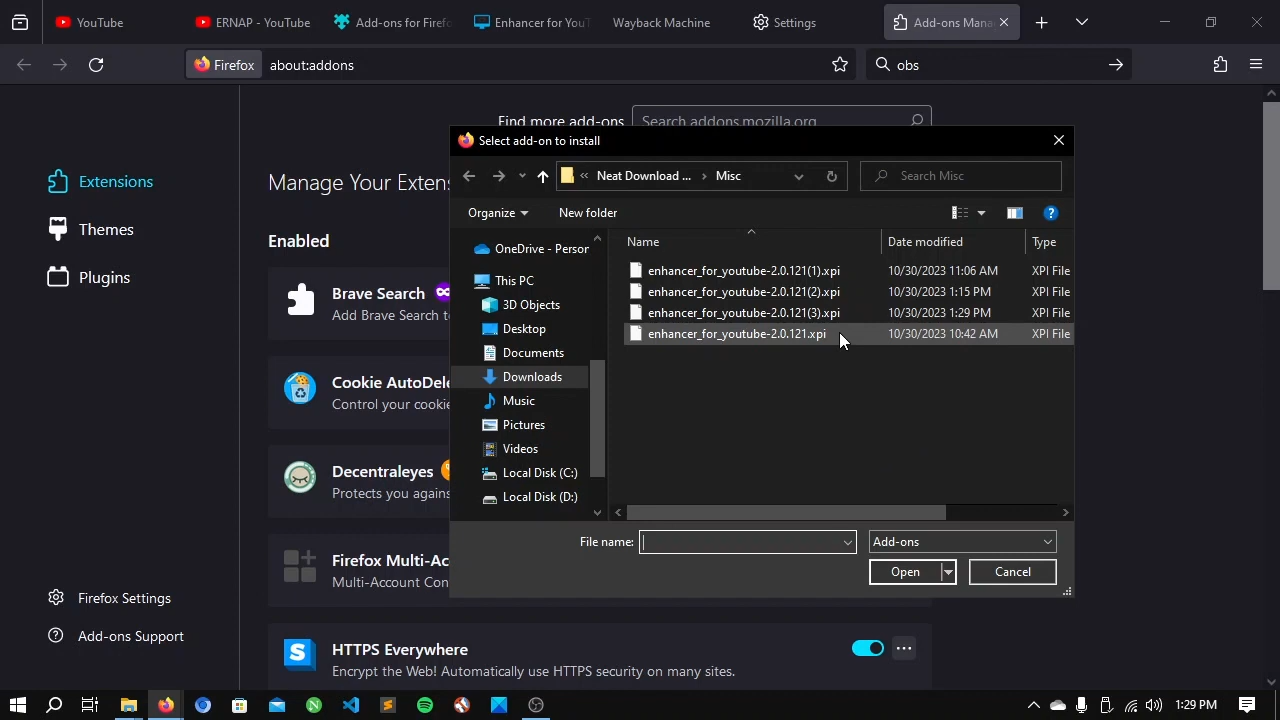 YouTube
ERNAP - YouTube
Add-ons for Firef
Enhancer for YouT
Wayback Machine
Settings
Add-ons Mana
Firefox
about:addons
obs
Find more add-ons
Search addons.mozilla.org
Select add-on to install
Neat Download ...
Misc
Search Misc
Organize
New folder
Extensions
Themes
Plugins
Firefox Settings
Add-ons Support
Manage Your Extens
Enabled
Brave Search
Add Brave Search to
Cookie AutoDele
Control your cookie
Decentraleyes
Protects you agains
Firefox Multi-Ac
Multi-Account Con
HTTPS Everywhere
Encrypt the Web! Automatically use HTTPS security on many sites.
OneDrive - Person
This PC
3D Objects
Desktop
Documents
Downloads
Music
Pictures
Videos
Local Disk (C:)
Local Disk (D:)
Name
Date modified
Type
enhancer_for_youtube-2.0.121(1).xpi 10/30/2023 11:06 AM XPI File
enhancer_for_youtube-2.0.121(2).xpi 10/30/2023 1:15 PM XPI File
enhancer_for_youtube-2.0.121(3).xpi 10/30/2023 1:29 PM XPI File
enhancer_for_youtube-2.0.121.xpi 10/30/2023 10:42 AM XPI File
File name:
Add-ons
Open
Cancel
1:29 PM